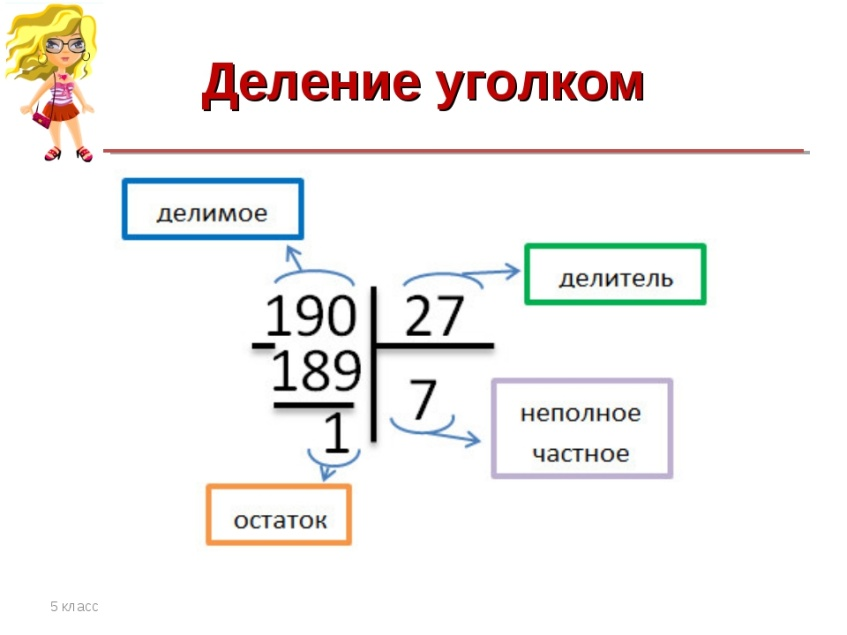 Деление уголком
делимое
делитель
190 27
189
7
1
неполное
частное
остаток
5 класс